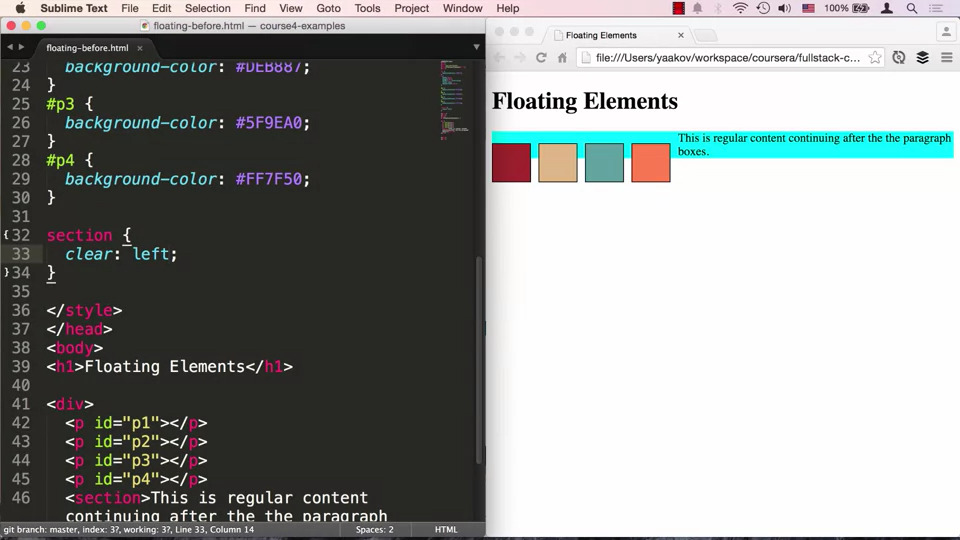 Sublime Text File Edit Selection Find View Goto Tools Project Window Help 100%
floating-before.html — course4-examples
floating-before.html ×
23 background-color: #DEB887;
24 }
25 #p3 {
26 background-color: #5F9EA0;
27 }
28 #p4 {
29 background-color: #FF7F50;
30 }
31
32 section {
33 clear: left;
34 }
35
36 </style>
37 </head>
38 <body>
39 <h1>Floating Elements</h1>
40
41 <div>
42 <p id="p1"></p>
43 <p id="p2"></p>
44 <p id="p3"></p>
45 <p id="p4"></p>
46 <section>This is regular content
continuing after the the paragraph
git branch: master, index: 3?, working: 3?, Line 33, Column 14 Spaces: 2 HTML
Floating Elements ×
file:///Users/yaakov/workspace/coursera/fullstack-c…
Floating Elements
This is regular content continuing after the the paragraph
boxes.